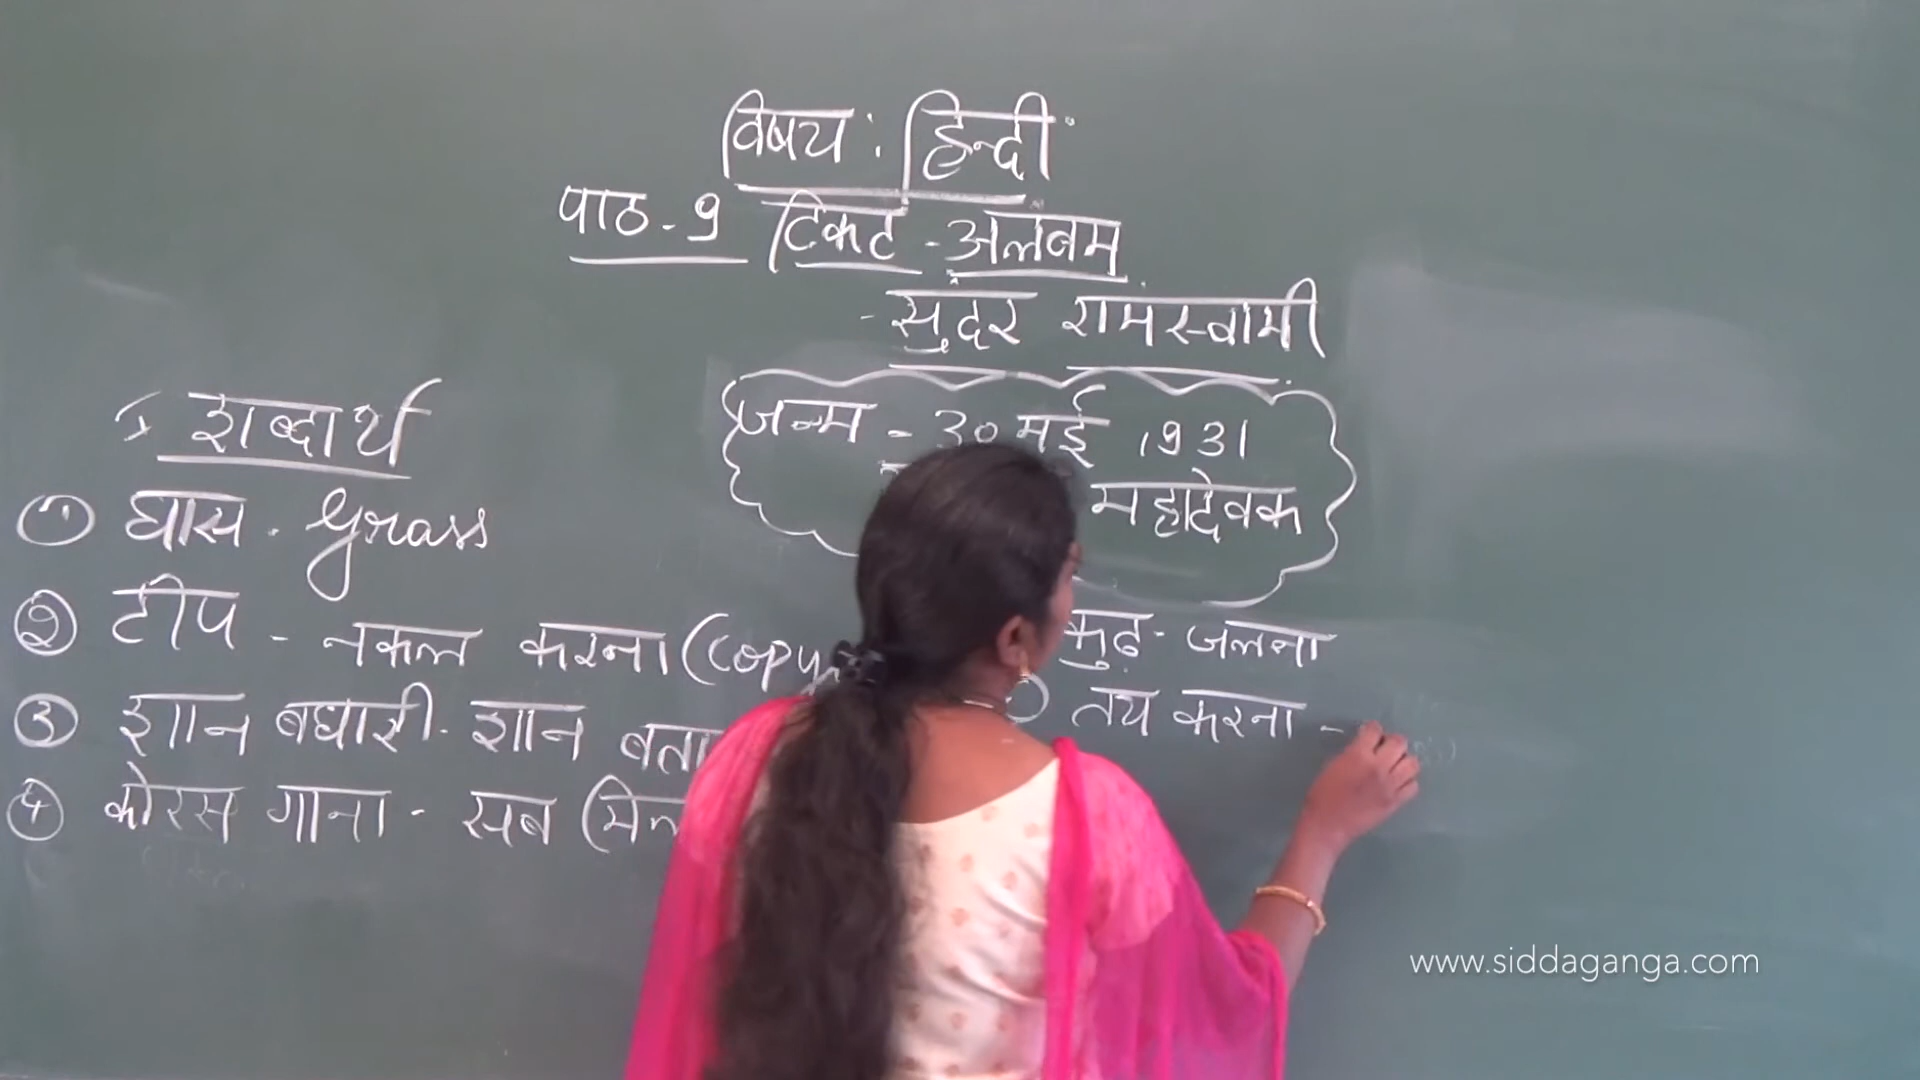 विषय : हिन्दी
पाठ - 9 टिकट - अलबम
- सुंदर रामस्वामी
जन्म - 30 मई 1931
महादेवक
I शब्दार्थ
① घास - grass
② टीप - नकल करना (copy
③ ज्ञान बघारी - ज्ञान बता
④ कोरस गाना - सब मिल
कुढ़ - जलना
तय करना -
www.siddaganga.com